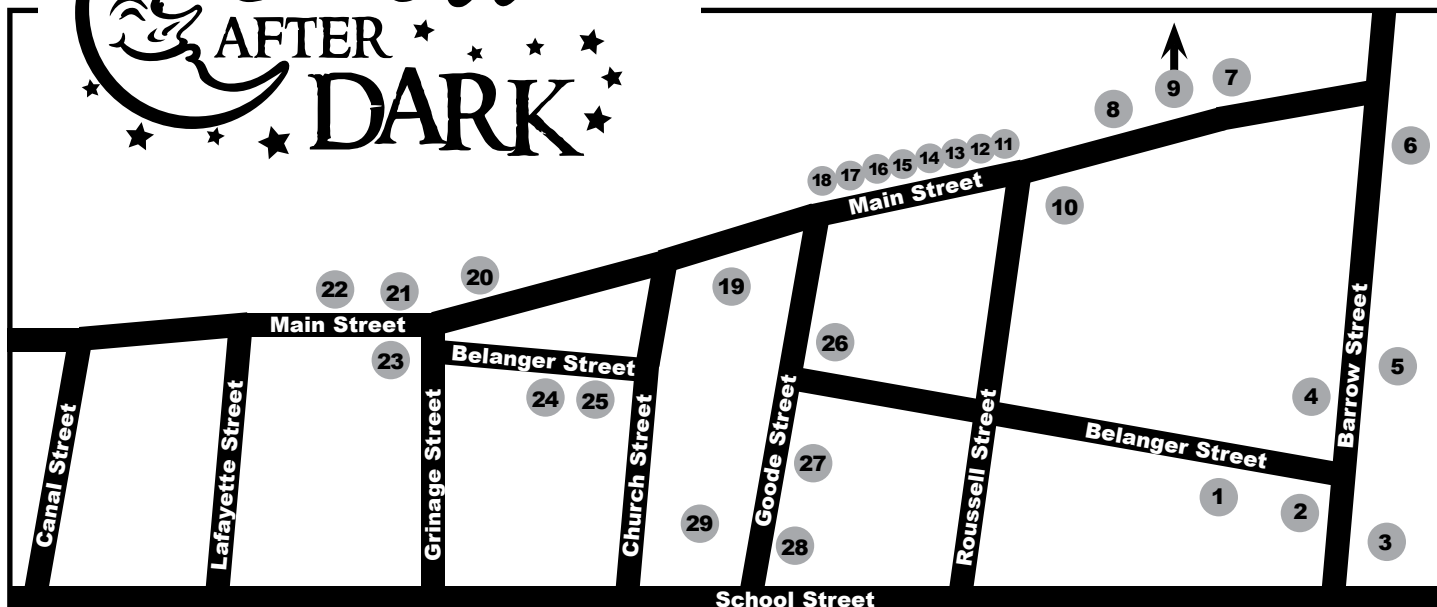 AFTER
DARK
9
7
8
6
18 17 16 15 14 13 12 11
Main Street
10
20
19
22
21
Main Street
23
Belanger Street
24
25
26
Barrow Street
5
4
Belanger Street
Canal Street
Lafayette Street
Grinage Street
Church Street
Goode Street
Roussell Street
27
1
2
29
28
3
School Street